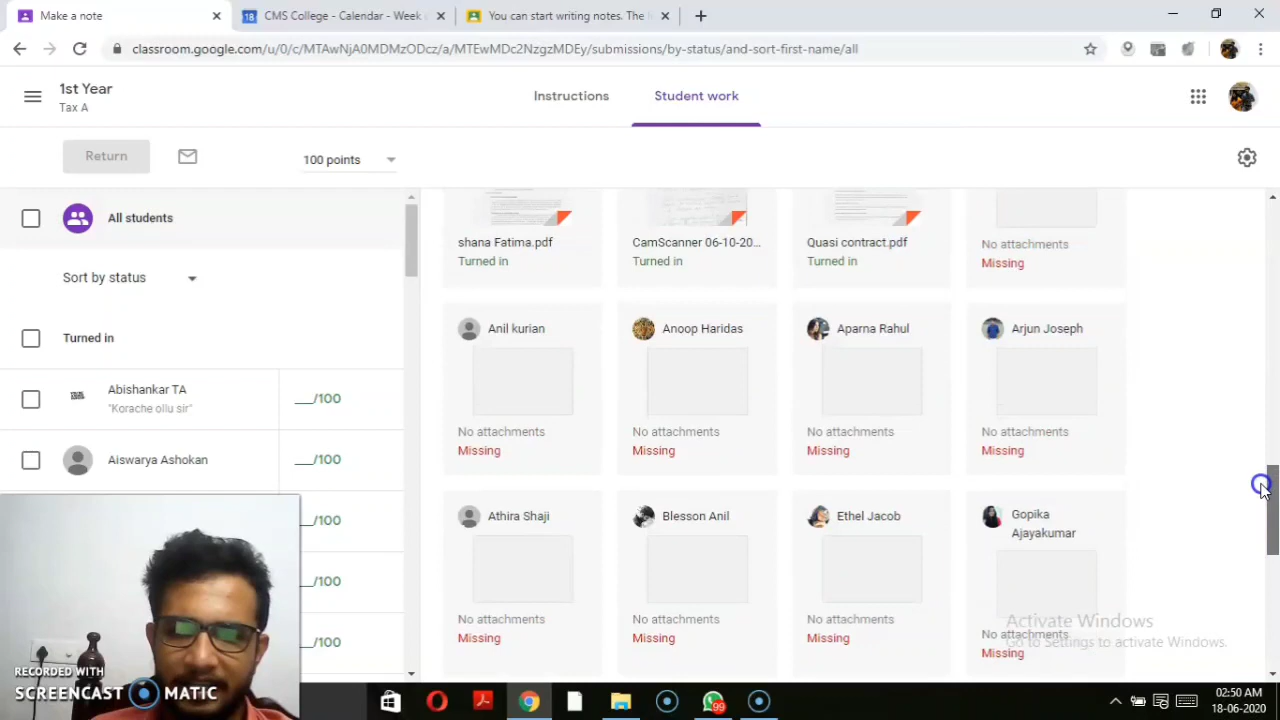 Make a note
CMS College - Calendar - Week
You can start writing notes. The f
classroom.google.com/u/0/c/MTAwNjA0MDMzODcz/a/MTEwMDc2NzgzMDEy/submissions/by-status/and-sort-first-name/all
1st Year
Tax A
Instructions
Student work
Return
100 points
All students
Sort by status
Turned in
Abishankar TA
"Korache ollu sir"
__/100
Aiswarya Ashokan
__/100
__/100
__/100
__/100
shana Fatima.pdf
Turned in
CamScanner 06-10-20...
Turned in
Quasi contract.pdf
Turned in
No attachments
Missing
Anil kurian
No attachments
Missing
Anoop Haridas
No attachments
Missing
Aparna Rahul
No attachments
Missing
Arjun Joseph
No attachments
Missing
Athira Shaji
No attachments
Missing
Blesson Anil
No attachments
Missing
Ethel Jacob
No attachments
Missing
Gopika
Ajayakumar
No attachments
Missing
Activate Windows
Go to Settings to activate Windows.
RECORDED WITH
SCREENCAST MATIC
99
02:50 AM
18-06-2020